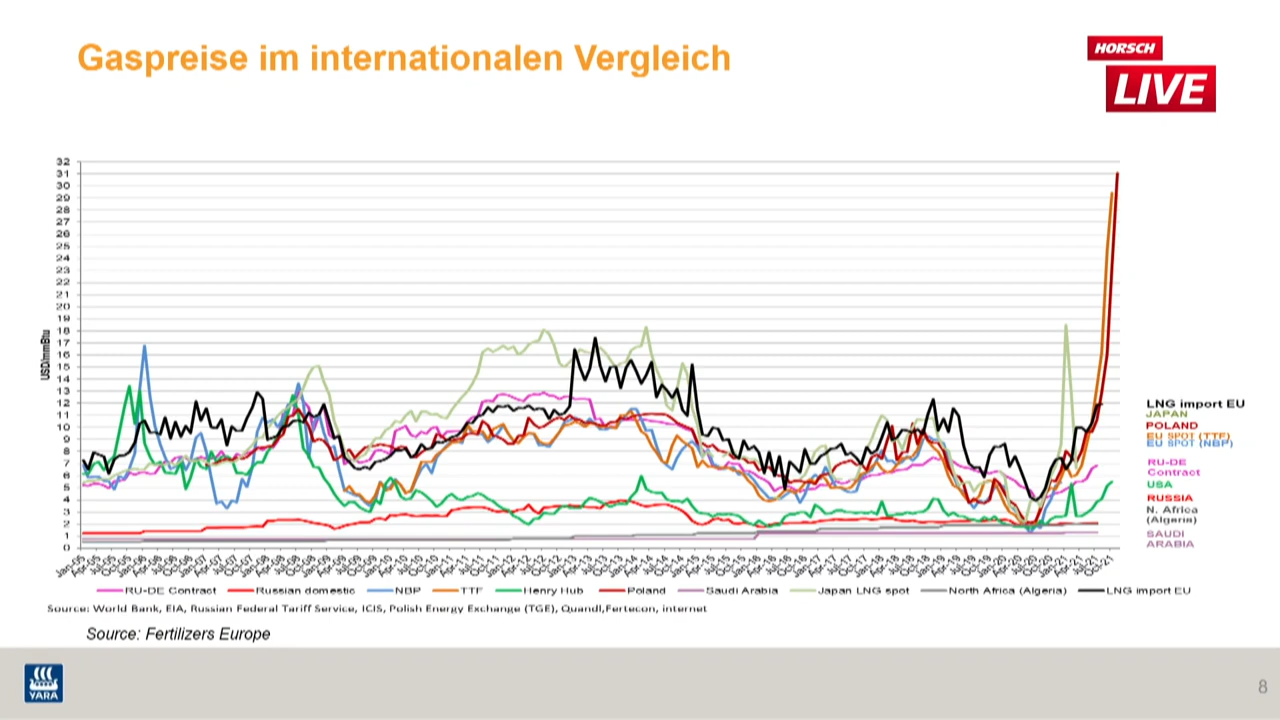 Gaspreise im internationalen Vergleich
HORSCH
LIVE
32
31
30
29
28
27
26
25
24
23
22
21
20
19
18
17
16
15
14
13
12
11
10
9
8
7
6
5
4
3
2
1
0
USD/mmBtu
LNG import EU
JAPAN
POLAND
EU SPOT (TTF)
EU SPOT (NBP)
RU-DE
Contract
USA
RUSSIA
N. Africa
(Algeria)
SAUDI
ARABIA
RU-DE Contract Russian domestic NBP TTF Henry Hub Poland Saudi Arabia Japan LNG spot North Africa (Algeria) LNG import EU
Source: World Bank, EIA, Russian Federal Tariff Service, ICIS, Polish Energy Exchange (TGE), Quandl,Fertecon, internet
Source: Fertilizers Europe
YARA
8